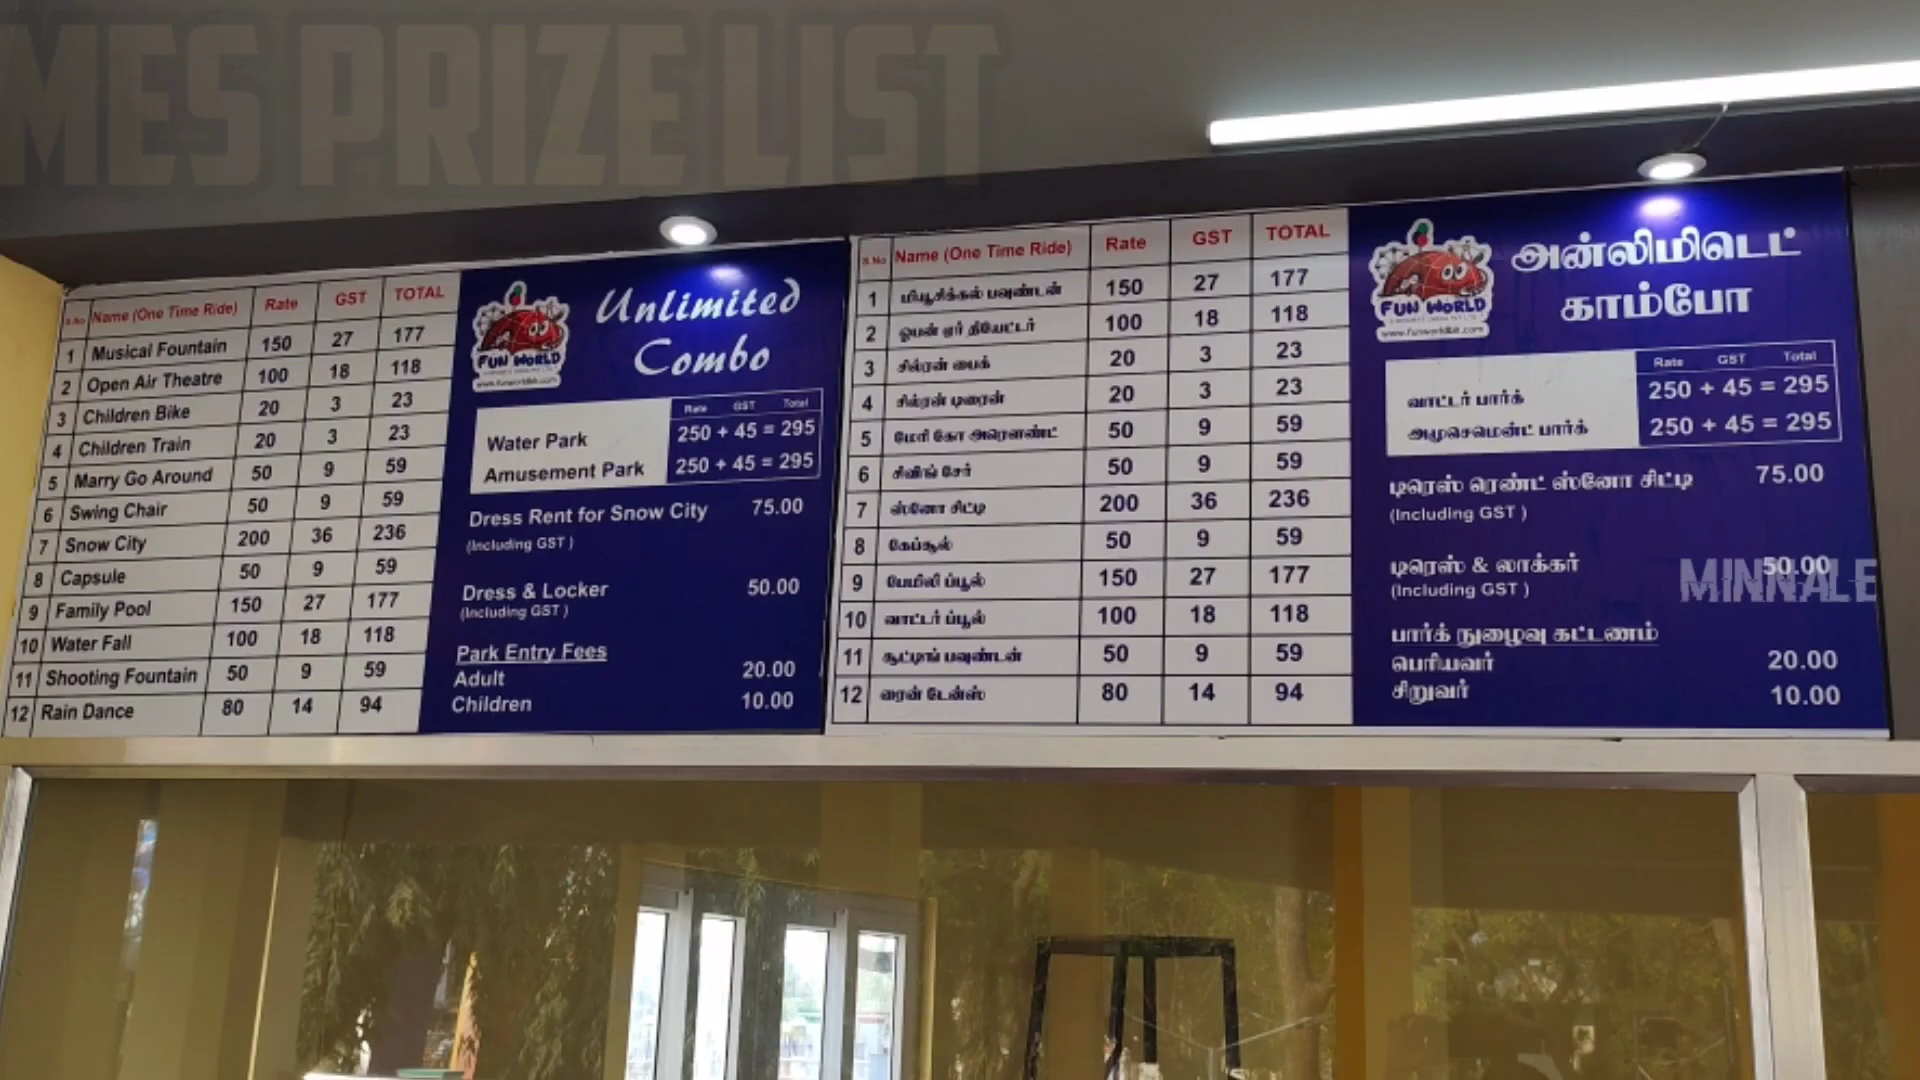 MES PRIZE LIST
S.No Name (One Time Ride) Rate GST TOTAL
1 Musical Fountain 150 27 177
2 Open Air Theatre 100 18 118
3 Children Bike 20 3 23
4 Children Train 20 3 23
5 Marry Go Around 50 9 59
6 Swing Chair 50 9 59
7 Snow City 200 36 236
8 Capsule 50 9 59
9 Family Pool 150 27 177
10 Water Fall 100 18 118
11 Shooting Fountain 50 9 59
12 Rain Dance 80 14 94
FUN WORLD
Unlimited
Combo
Rate GST Total
Water Park 250 + 45 = 295
Amusement Park 250 + 45 = 295
Dress Rent for Snow City 75.00
(Including GST )
Dress & Locker 50.00
(Including GST )
Park Entry Fees
Adult 20.00
Children 10.00
S.No Name (One Time Ride) Rate GST TOTAL
1 மியூசிக்கல் பவுண்டன் 150 27 177
2 ஓபன் ஏர் தியேட்டர் 100 18 118
3 சில்ரன் பைக் 20 3 23
4 சில்ரன் டிரைன் 20 3 23
5 மேரி கோ அரௌண்ட் 50 9 59
6 சிவிங் சேர் 50 9 59
7 ஸ்னோ சிட்டி 200 36 236
8 கேப்சூல் 50 9 59
9 பேமிலி ப்பூல் 150 27 177
10 வாட்டர் ப்பூல் 100 18 118
11 சூட்டிங் பவுண்டன் 50 9 59
12 ரைன் டேன்ஸ் 80 14 94
FUN WORLD
அன்லிமிடெட்
காம்போ
Rate GST Total
வாட்டர் பார்க் 250 + 45 = 295
அமுசெமென்ட் பார்க் 250 + 45 = 295
டிரெஸ் ரெண்ட் ஸ்னோ சிட்டி 75.00
(Including GST )
டிரெஸ் & லாக்கர் 50.00
(Including GST )
MINNALE
பார்க் நுழைவு கட்டணம்
பெரியவர் 20.00
சிறுவர் 10.00